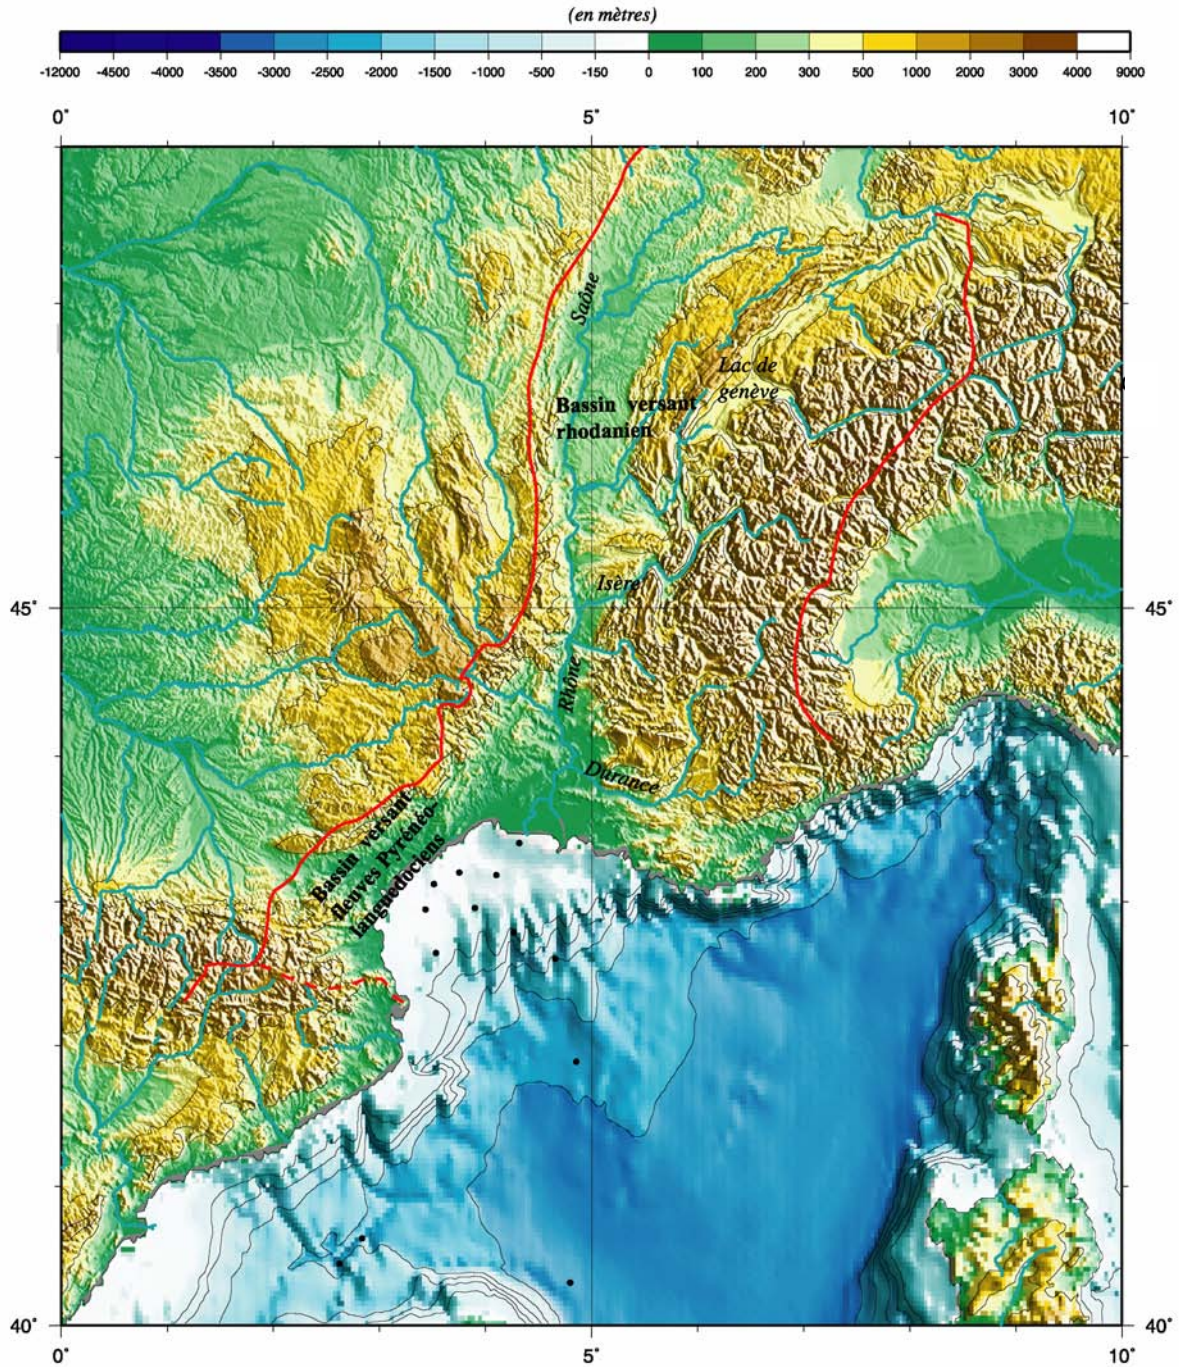 (en mètres)
-12000 -4500 -4000 -3500 -3000 -2500 -2000 -1500 -1000 -500 -150 0 100 200 300 500 1000 2000 3000 4000 9000
0° 5° 10°
Saône
Lac de
genève
Bassin versant
rhodanien
Isère
45° 45°
Rhône
Durance
Bassin versant
fleuves Pyrénéo-
languedociens
40° 40°
0° 5° 10°